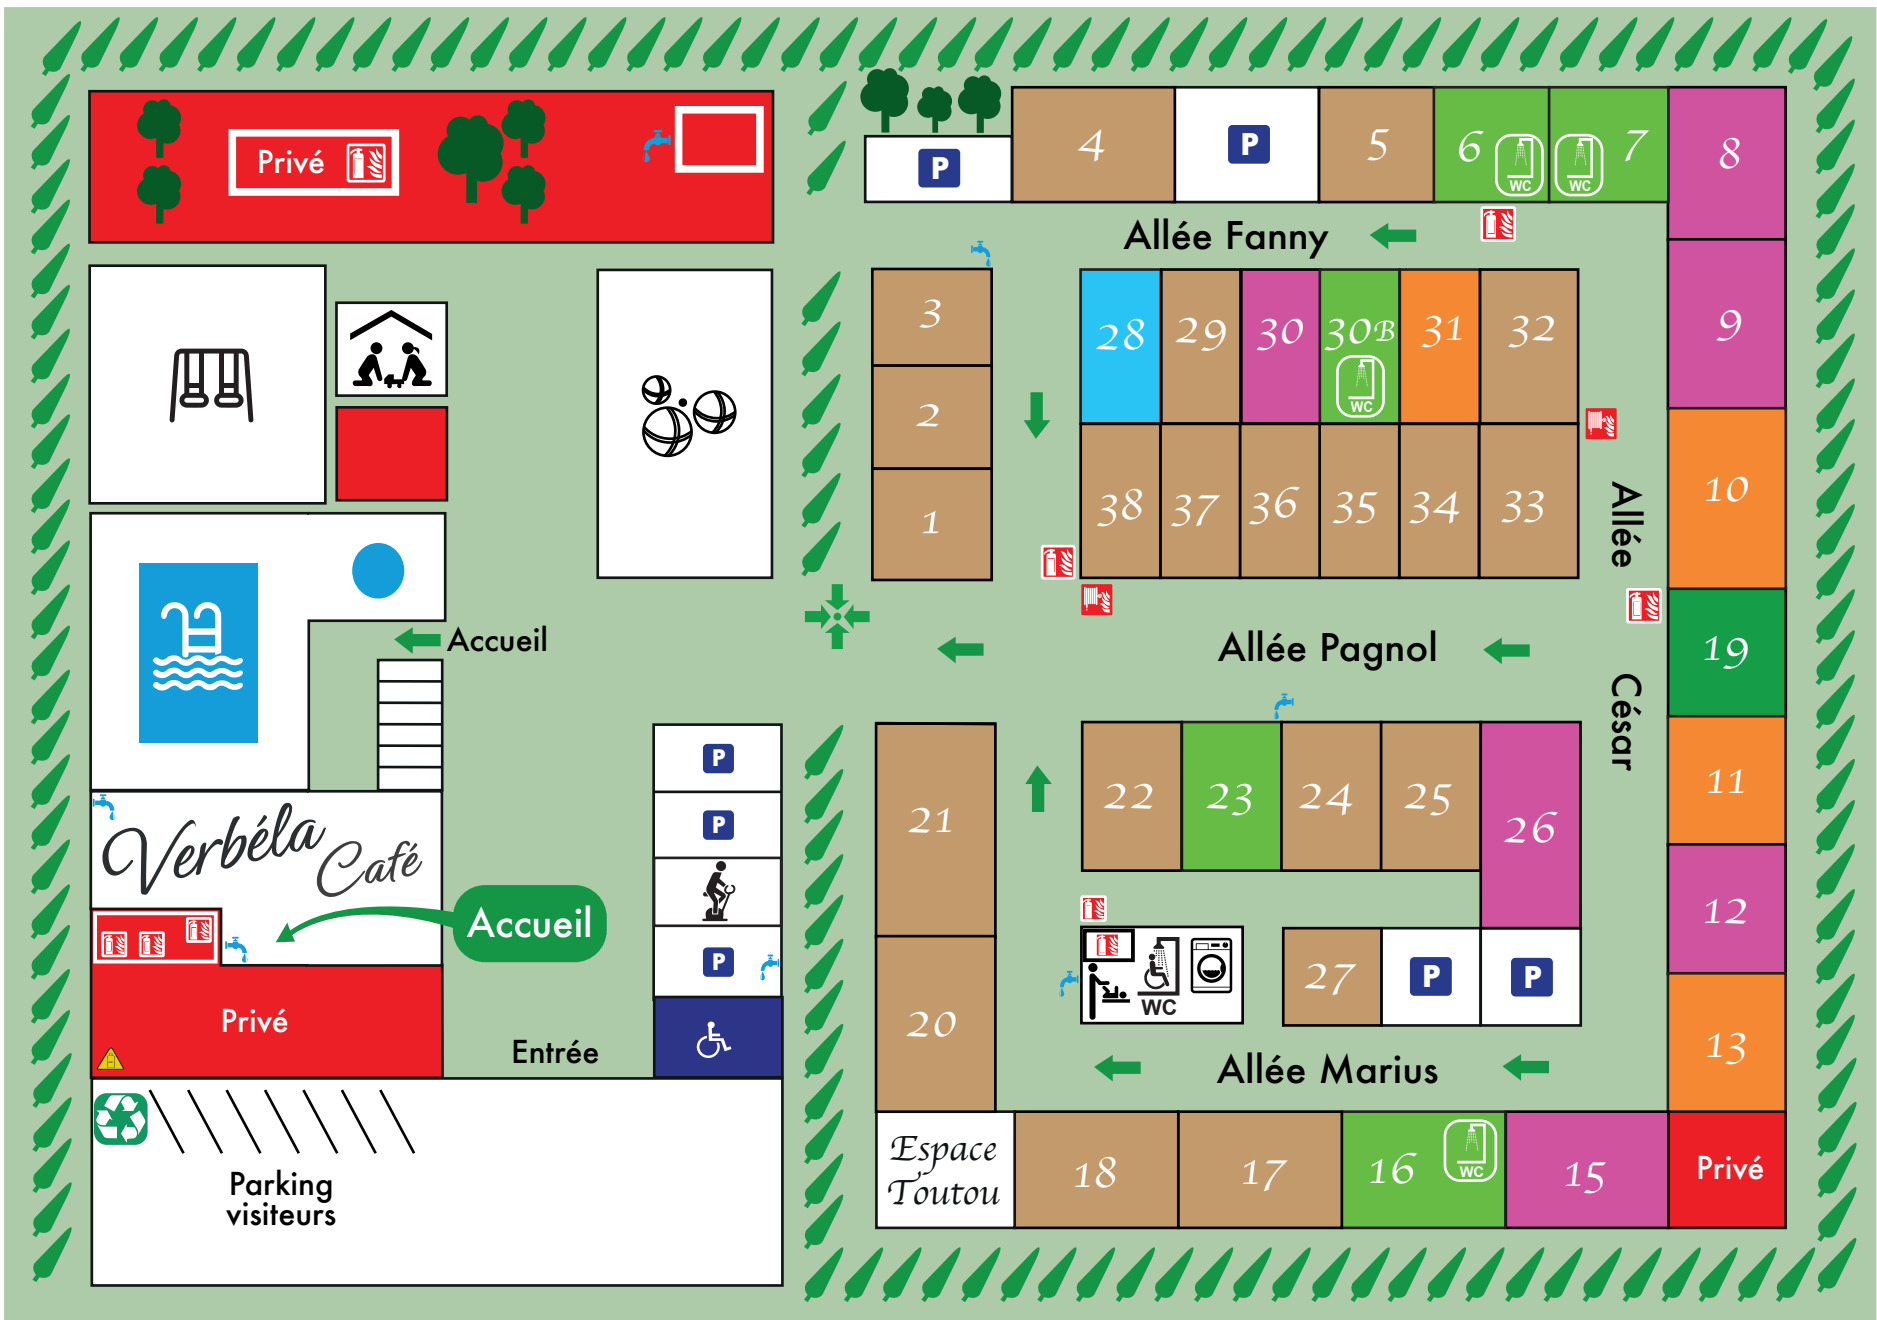 Privé
P
4
P
5
6
WC
WC
7
8
Allée Fanny
3
2
1
28
29
30
30B
WC
31
32
9
38
37
36
35
34
33
10
Allée
César
Accueil
Allée Pagnol
19
P
P
P
21
20
22
23
24
25
26
11
12
Verbéla
Café
Accueil
Privé
Entrée
WC
27
P
P
13
Allée Marius
Parking
visiteurs
Espace
Toutou
18
17
16
WC
15
Privé